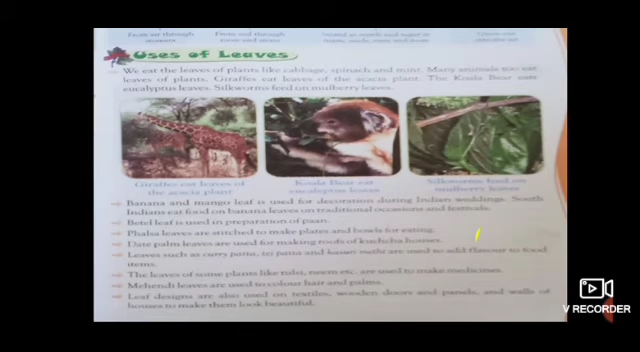 From air through
From soil through
Uses of Leaves
We eat the leaves of plants like cabbage, spinach and mint. Many animals too eat
leaves of plants. Giraffes eat leaves of the acacia plant. The Koala Bear eats
eucalyptus leaves. Silkworms feed on mulberry leaves.
Giraffes eat leaves of
the acacia plant
Koala Bear eat
eucalyptus leaves
Silkworms feed on
mulberry leaves
Banana and mango leaf is used for decoration during Indian weddings. South
Indians eat food on banana leaves on traditional occasions and festivals.
Betel leaf is used in preparation of paan.
Phalsa leaves are stitched to make plates and bowls for eating.
Date palm leaves are used for making roofs of kuchcha houses.
Leaves such as curry patta, patta and kasuri methi are used to add flavour to food
items.
The leaves of some plants like tulsi, neem etc. are used to make medicines.
Mehendi leaves are used to colour hair and palms.
Leaf designs are also used on textiles, wooden doors and panels, and walls of
houses to make them look beautiful.
V RECORDER